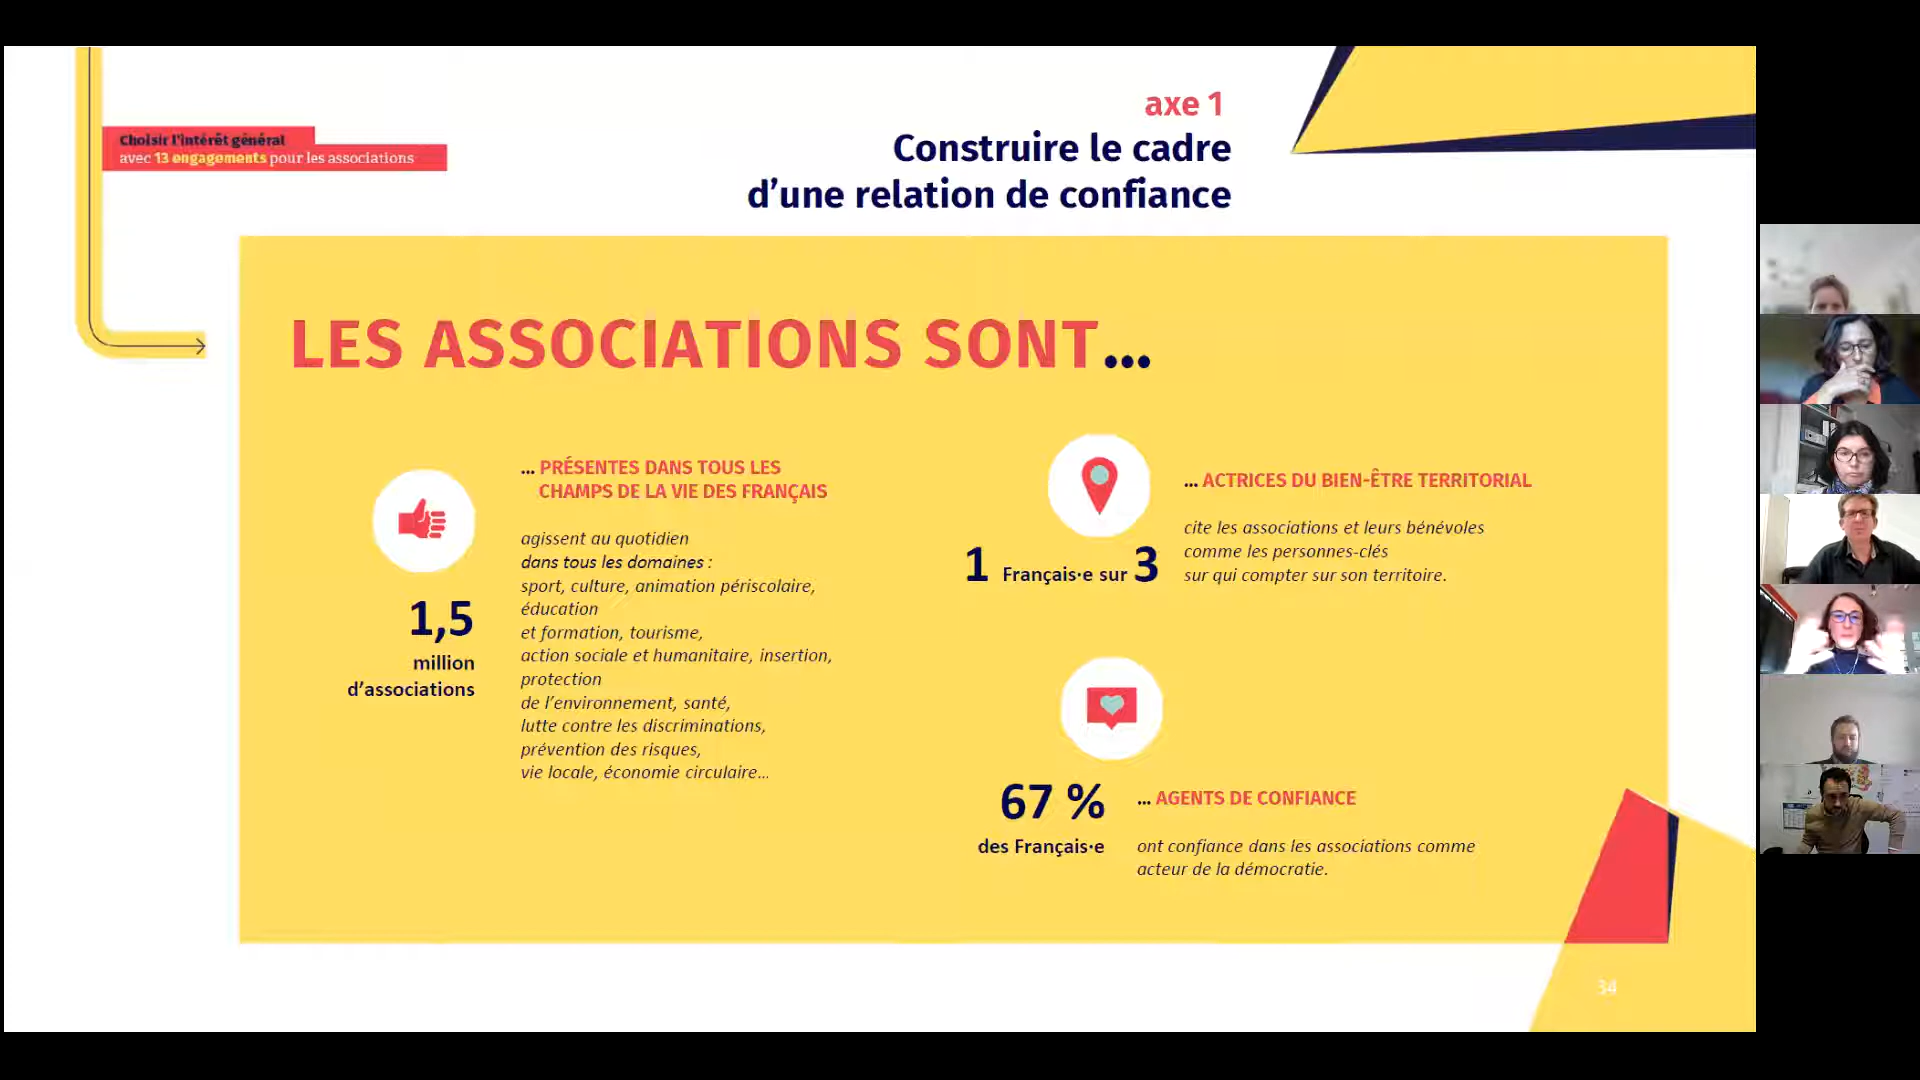 Choisir l'intérêt général
avec 13 engagements pour les associations
axe 1
Construire le cadre
d'une relation de confiance
LES ASSOCIATIONS SONT...
1,5
million
d'associations
... PRÉSENTES DANS TOUS LES
CHAMPS DE LA VIE DES FRANÇAIS
agissent au quotidien
dans tous les domaines :
sport, culture, animation périscolaire,
éducation
et formation, tourisme,
action sociale et humanitaire, insertion,
protection
de l'environnement, santé,
lutte contre les discriminations,
prévention des risques,
vie locale, économie circulaire...
1 Français·e sur 3
... ACTRICES DU BIEN-ÊTRE TERRITORIAL
cite les associations et leurs bénévoles
comme les personnes-clés
sur qui compter sur son territoire.
67 %
des Français·e
... AGENTS DE CONFIANCE
ont confiance dans les associations comme
acteur de la démocratie.
34